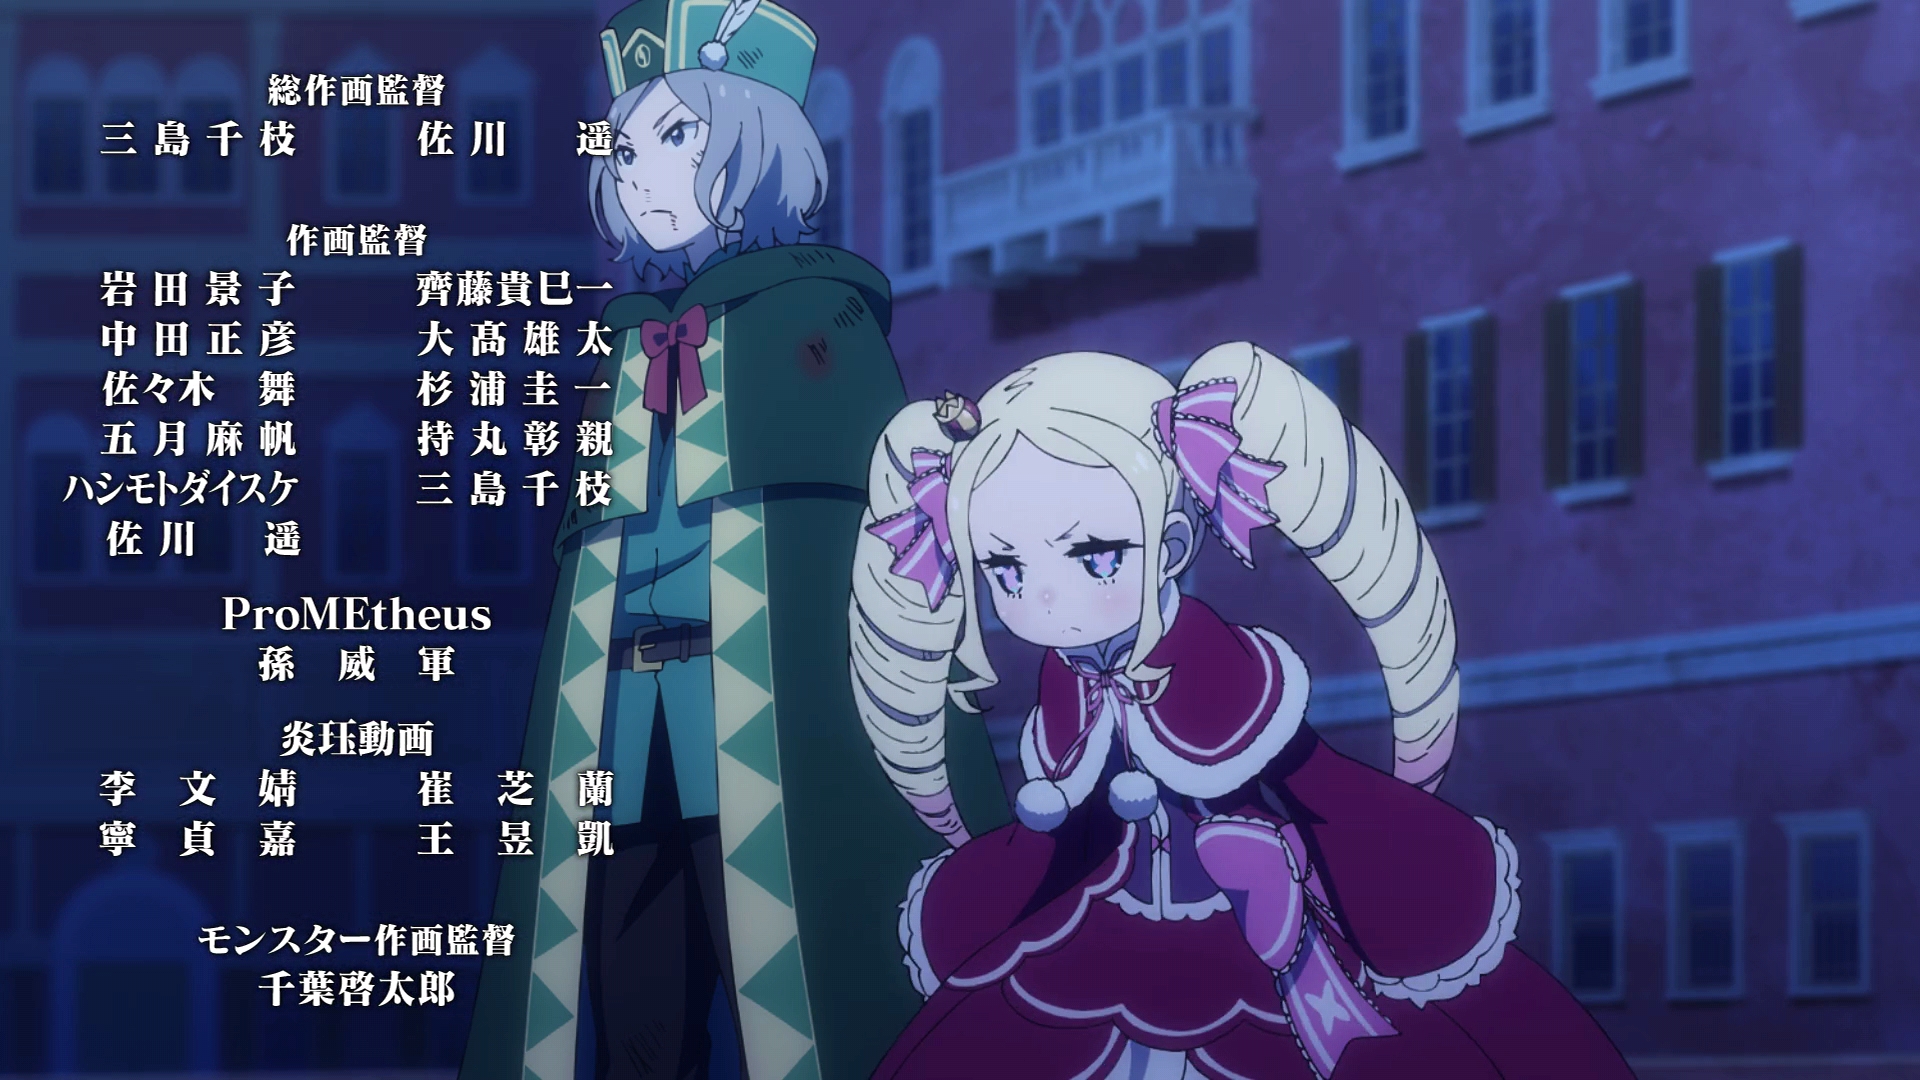 総作画監督
三島千枝　佐川　遥
作画監督
岩田景子　齊藤貴巳一
中田正彦　大髙雄太
佐々木　舞　杉浦圭一
五月麻帆　持丸彰親
ハシモトダイスケ　三島千枝
佐川　遥
ProMEtheus
孫　威　軍
炎珏動画
李　文　婧　崔　芝　蘭
寧　貞　嘉　王　昱　凱
モンスター作画監督
千葉啓太郎